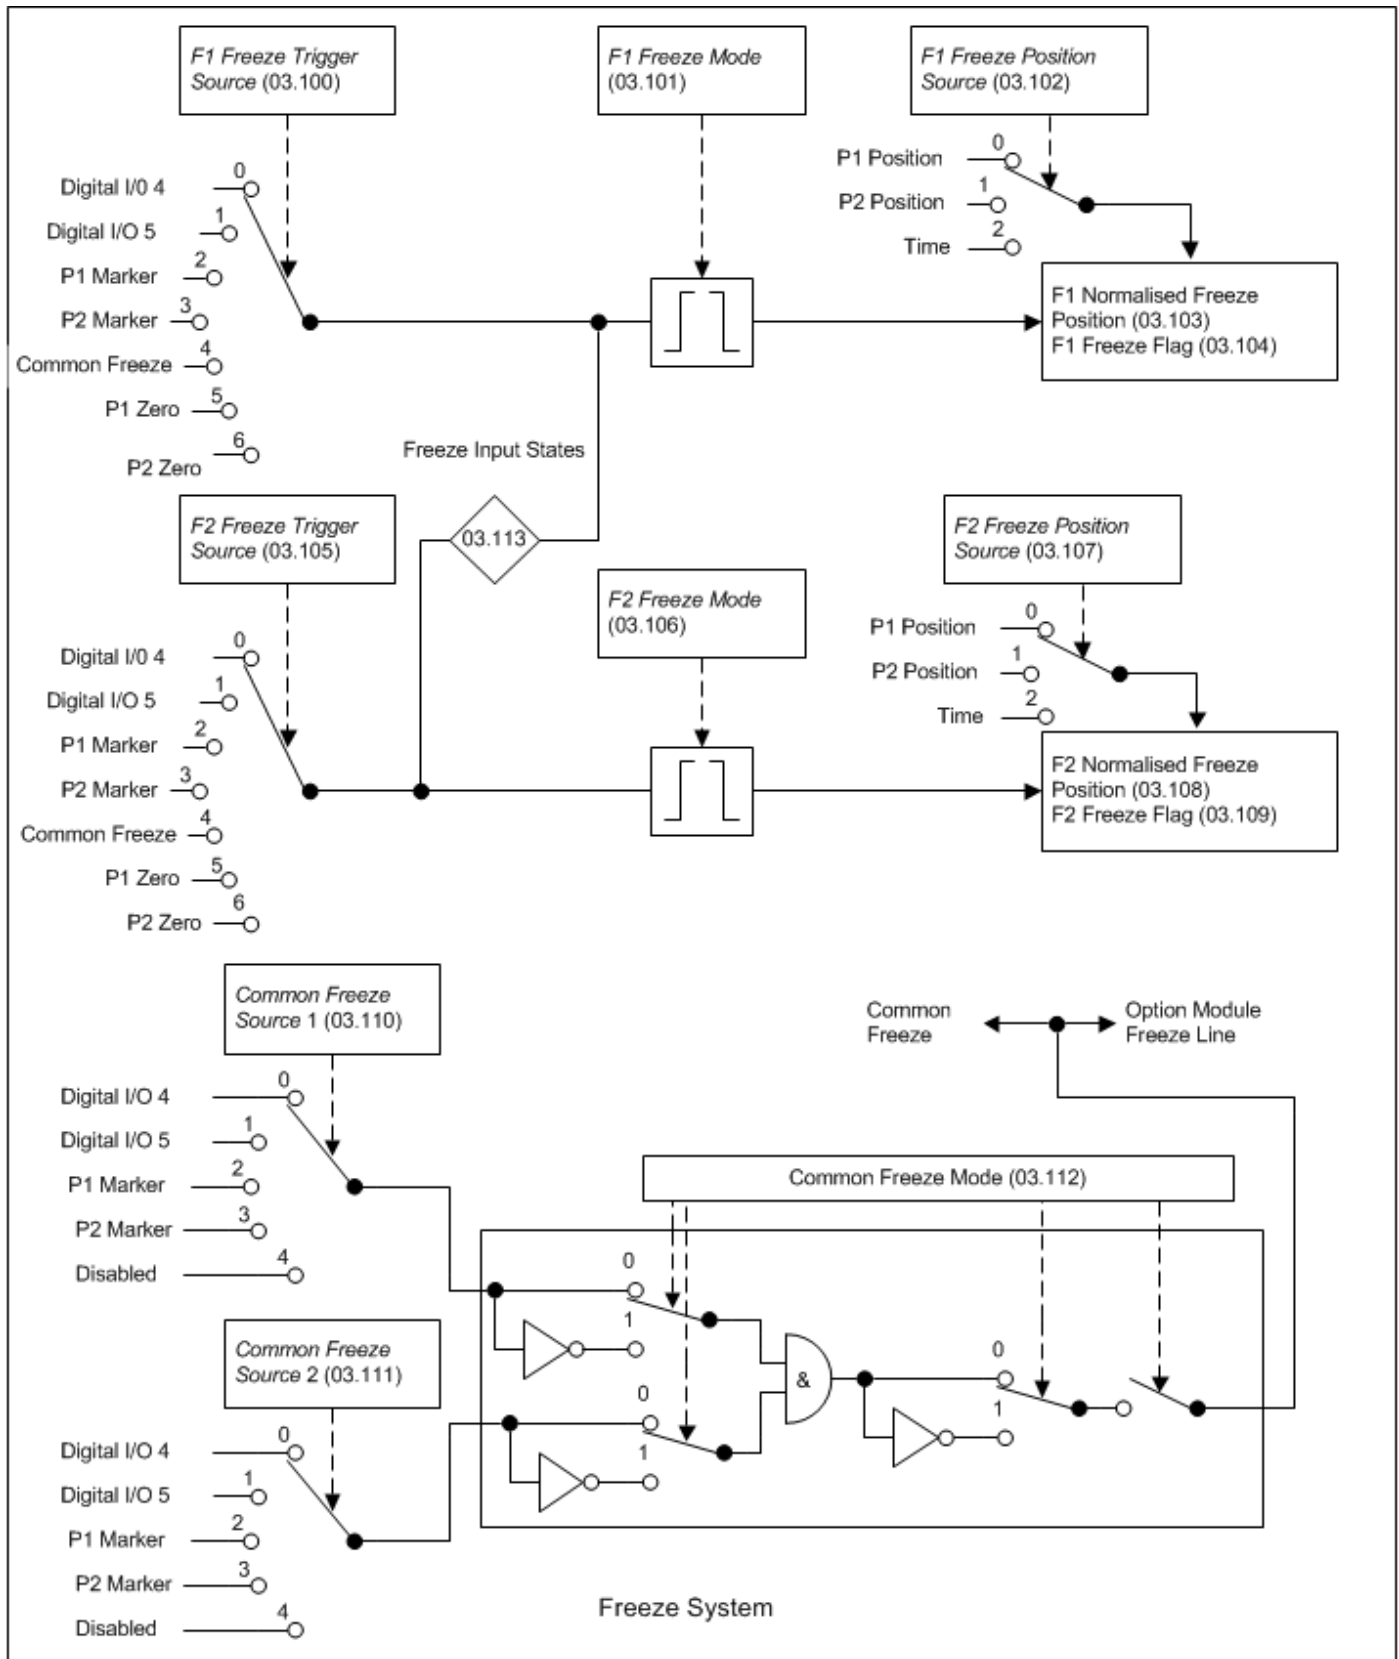 F1 Freeze Trigger
Source (03.100)
F1 Freeze Mode
(03.101)
F1 Freeze Position
Source (03.102)
0
Digital I/0 4
1
Digital I/O 5
2
P1 Marker
3
P2 Marker
4
Common Freeze
5
P1 Zero
6
P2 Zero
0
P1 Position
1
P2 Position
2
Time
F1 Normalised Freeze
Position (03.103)
F1 Freeze Flag (03.104)
Freeze Input States
03.113
F2 Freeze Trigger
Source (03.105)
F2 Freeze Mode
(03.106)
F2 Freeze Position
Source (03.107)
0
Digital I/0 4
1
Digital I/O 5
2
P1 Marker
3
P2 Marker
4
Common Freeze
5
P1 Zero
6
P2 Zero
0
P1 Position
1
P2 Position
2
Time
F2 Normalised Freeze
Position (03.108)
F2 Freeze Flag (03.109)
Common Freeze
Source 1 (03.110)
Common
Freeze
Option Module
Freeze Line
0
Digital I/O 4
1
Digital I/O 5
2
P1 Marker
3
P2 Marker
4
Disabled
Common Freeze Mode (03.112)
0
1
0
1
&
0
1
Common Freeze
Source 2 (03.111)
0
Digital I/O 4
1
Digital I/O 5
2
P1 Marker
3
P2 Marker
4
Disabled
Freeze System